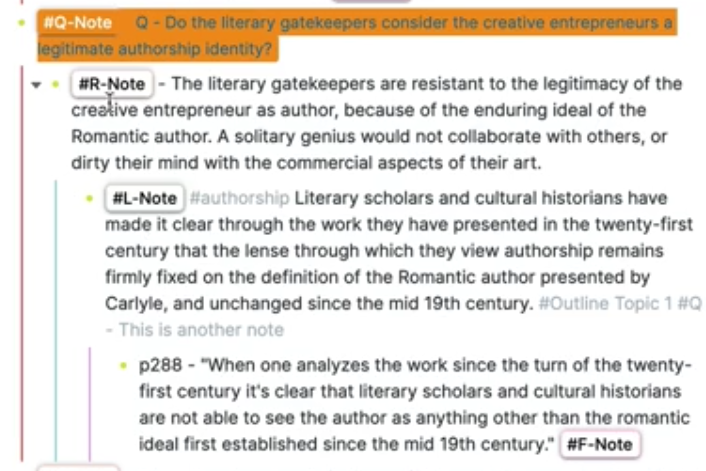 #Q-Note Q - Do the literary gatekeepers consider the creative entrepreneurs a
legitimate authorship identity?
#R-Note - The literary gatekeepers are resistant to the legitimacy of the
creative entrepreneur as author, because of the enduring ideal of the
Romantic author. A solitary genius would not collaborate with others, or
dirty their mind with the commercial aspects of their art.
#L-Note #authorship Literary scholars and cultural historians have
made it clear through the work they have presented in the twenty-first
century that the lense through which they view authorship remains
firmly fixed on the definition of the Romantic author presented by
Carlyle, and unchanged since the mid 19th century. #Outline Topic 1 #Q
- This is another note
p288 - "When one analyzes the work since the turn of the twenty-
first century it's clear that literary scholars and cultural historians
are not able to see the author as anything other than the romantic
ideal first established since the mid 19th century." #F-Note